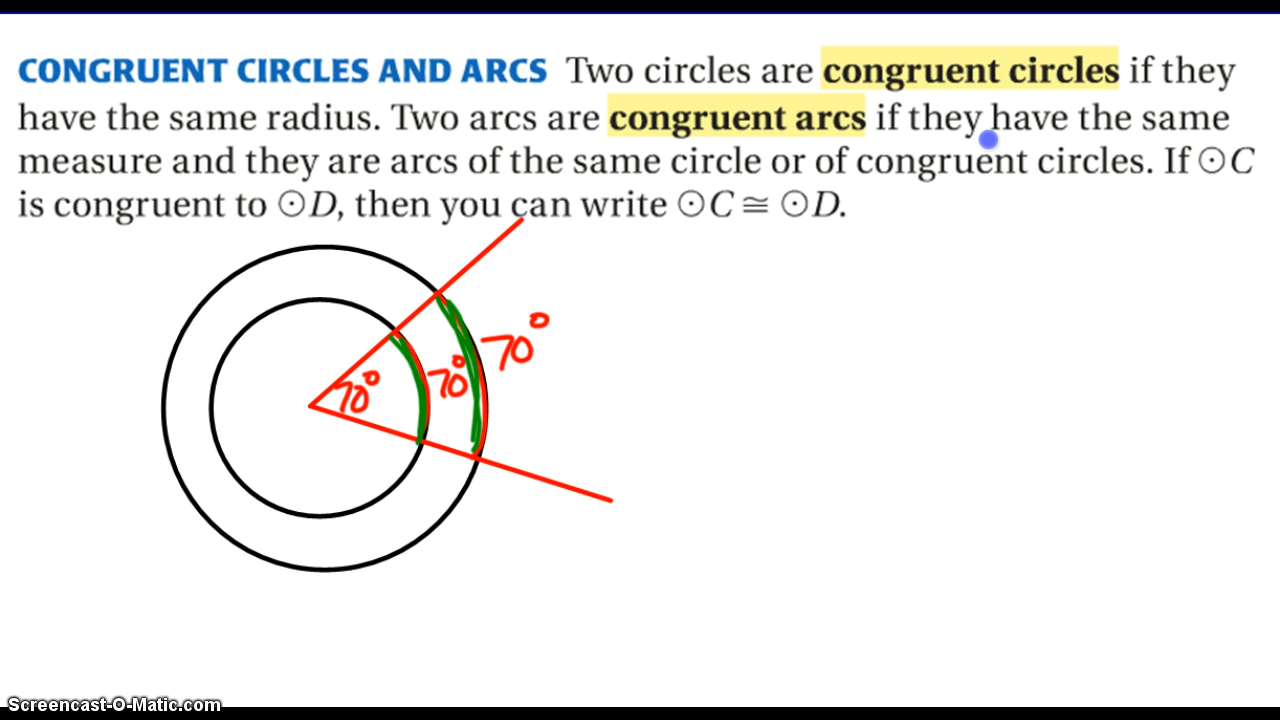 CONGRUENT CIRCLES AND ARCS Two circles are congruent circles if they
have the same radius. Two arcs are congruent arcs if they have the same
measure and they are arcs of the same circle or of congruent circles. If ⊙C
is congruent to ⊙D, then you can write ⊙C ≅ ⊙D.
70° 70° 70°
Screencast-O-Matic.com